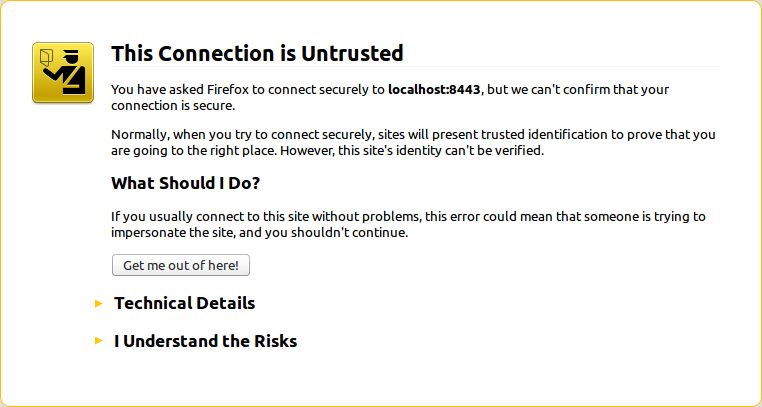 This Connection is Untrusted
You have asked Firefox to connect securely to localhost:8443, but we can't confirm that your
connection is secure.
Normally, when you try to connect securely, sites will present trusted identification to prove that you
are going to the right place. However, this site's identity can't be verified.
What Should I Do?
If you usually connect to this site without problems, this error could mean that someone is trying to
impersonate the site, and you shouldn't continue.
Get me out of here!
Technical Details
I Understand the Risks